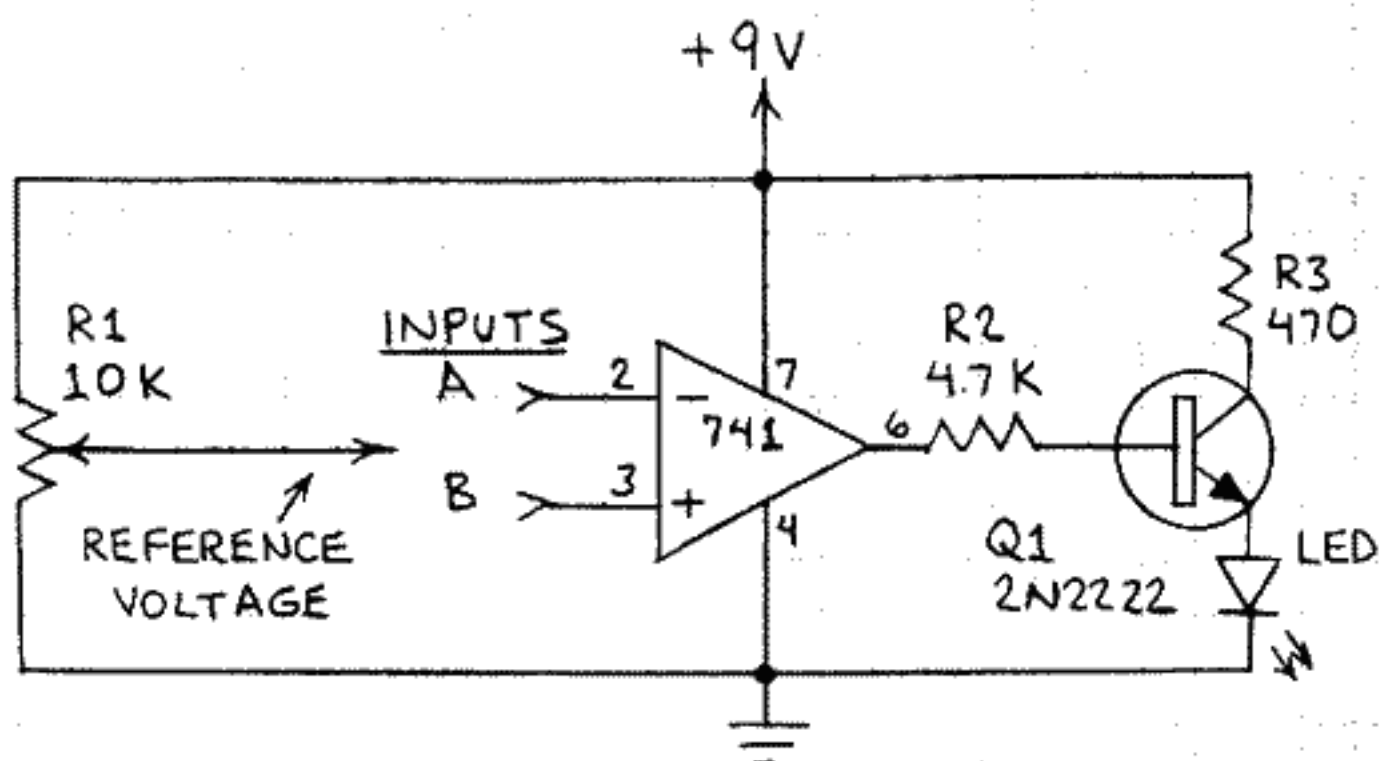 +9V
R1
10K
INPUTS
A
B
2
-
3
+
741
7
6
4
R2
4.7K
R3
470
Q1
2N2222
LED
REFERENCE
VOLTAGE